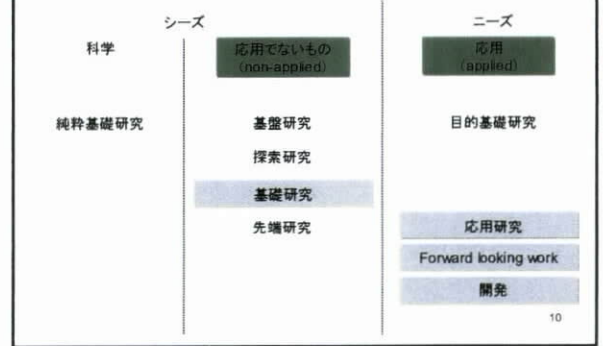 シーズ
ニーズ
科学
応用でないもの
(non-applied)
応用
(applied)
純粋基礎研究
基盤研究
目的基礎研究
探索研究
基礎研究
先端研究
応用研究
Forward looking work
開発
10